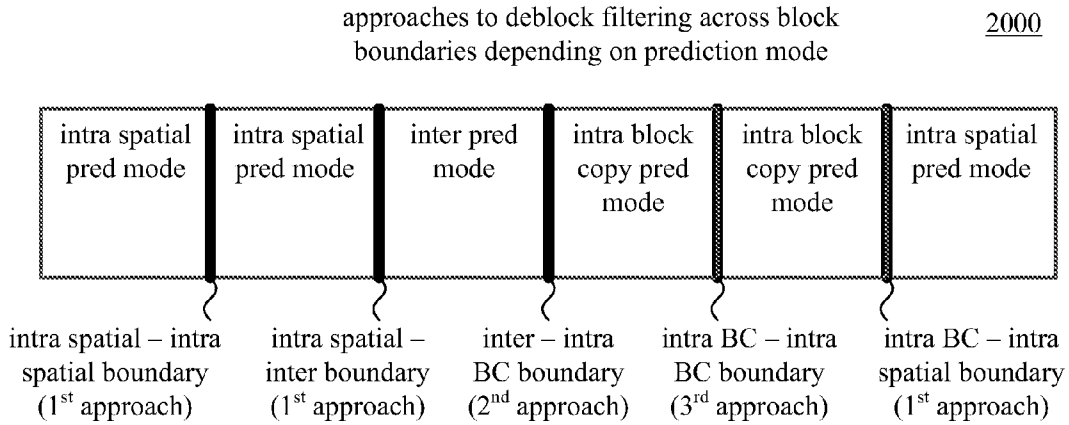 approaches to deblock filtering across block
boundaries depending on prediction mode
2000
intra spatial
pred mode
intra spatial
pred mode
inter pred
mode
intra block
copy pred
mode
intra block
copy pred
mode
intra spatial
pred mode
intra spatial – intra
spatial boundary
(1st approach)
intra spatial –
inter boundary
(1st approach)
inter – intra
BC boundary
(2nd approach)
intra BC – intra
BC boundary
(3rd approach)
intra BC – intra
spatial boundary
(1st approach)